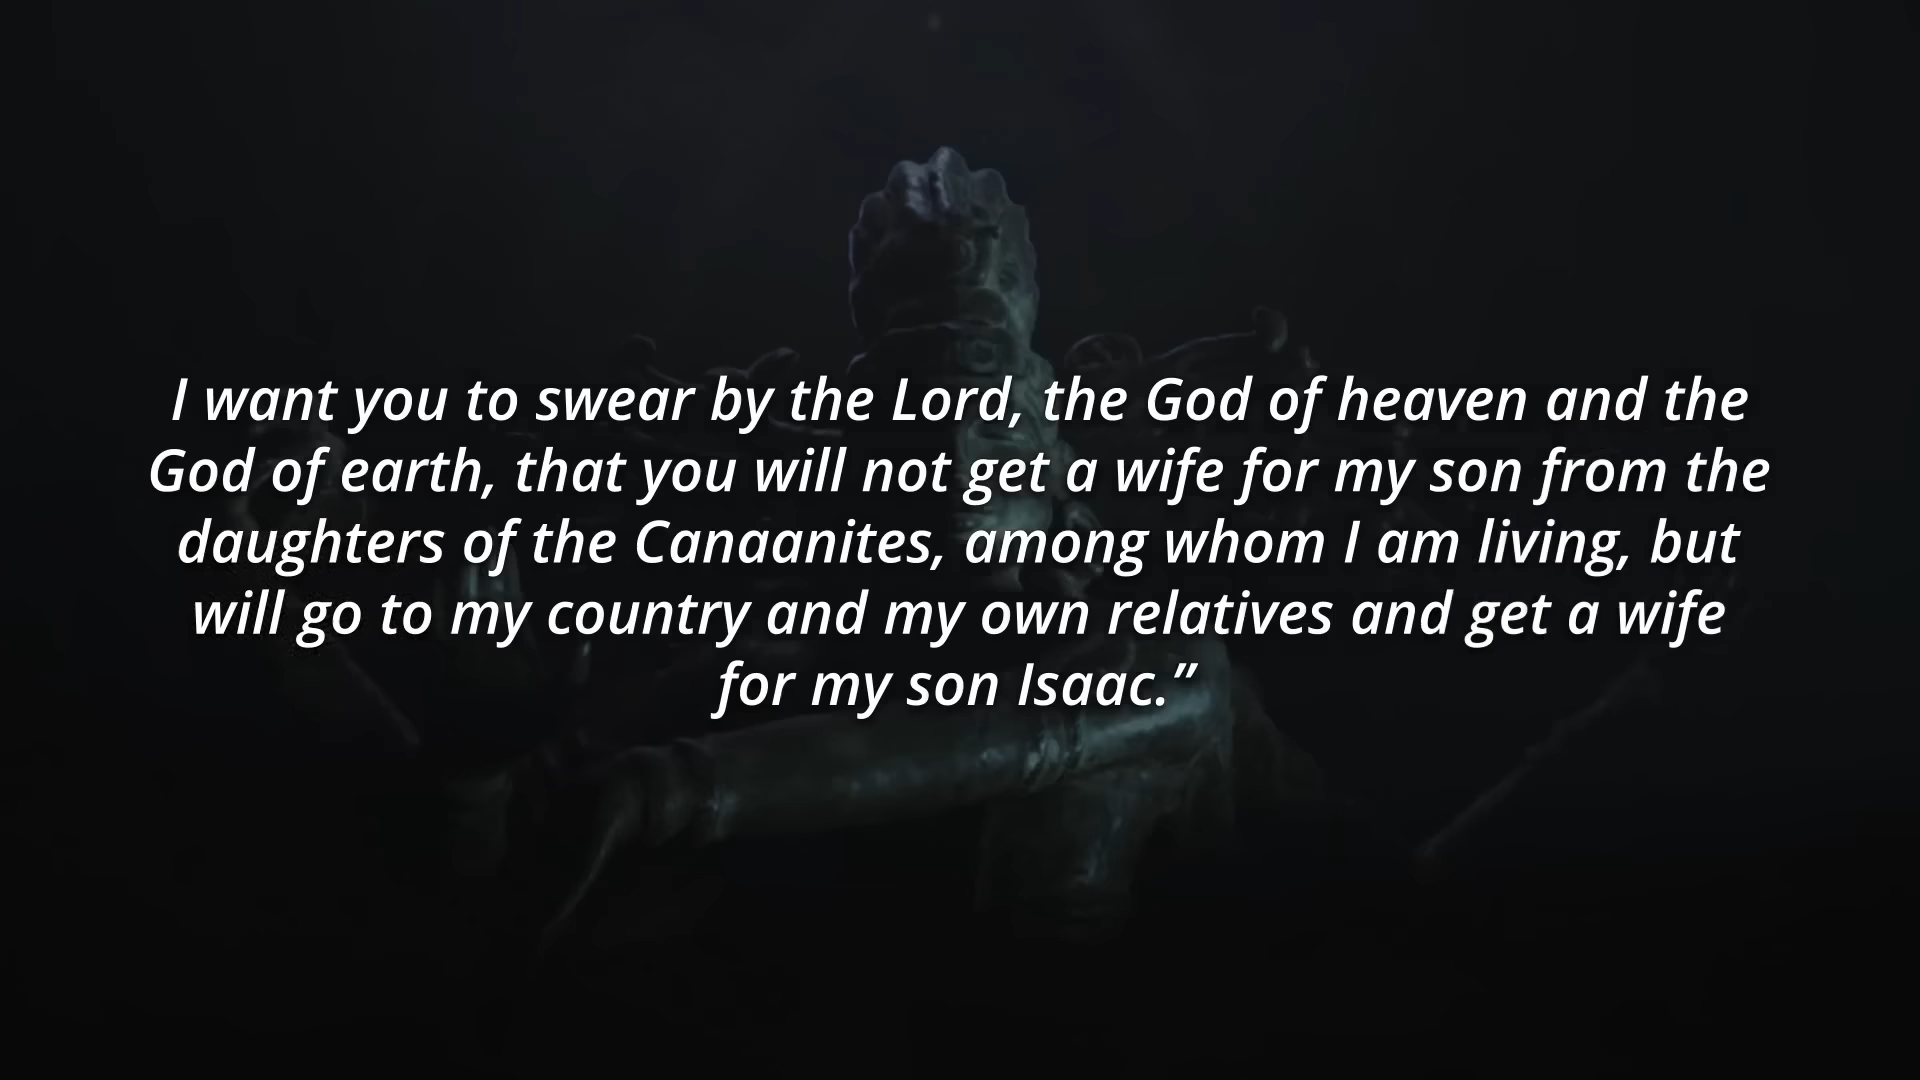 I want you to swear by the Lord, the God of heaven and the
God of earth, that you will not get a wife for my son from the
daughters of the Canaanites, among whom I am living, but
will go to my country and my own relatives and get a wife
for my son Isaac.”